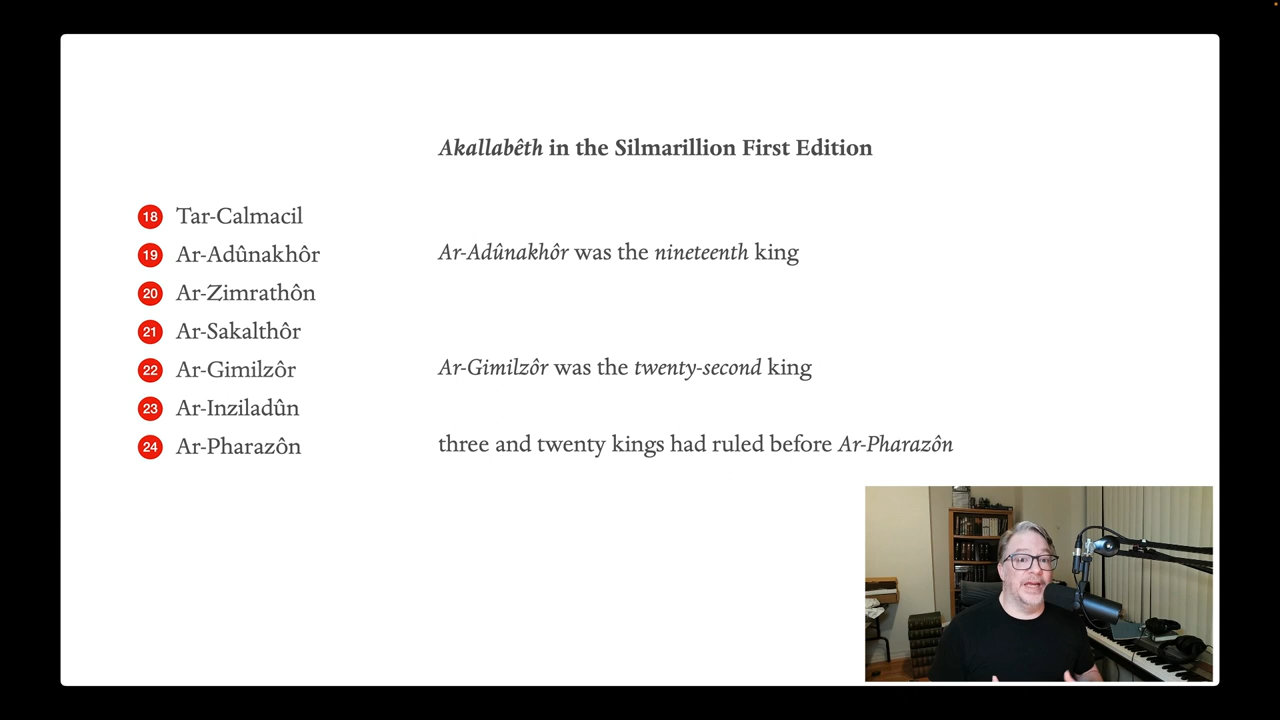 Akallabêth in the Silmarillion First Edition
18 Tar-Calmacil
19 Ar-Adûnakhôr Ar-Adûnakhôr was the nineteenth king
20 Ar-Zimrathôn
21 Ar-Sakalthôr
22 Ar-Gimilzôr Ar-Gimilzôr was the twenty-second king
23 Ar-Inziladûn
24 Ar-Pharazôn three and twenty kings had ruled before Ar-Pharazôn